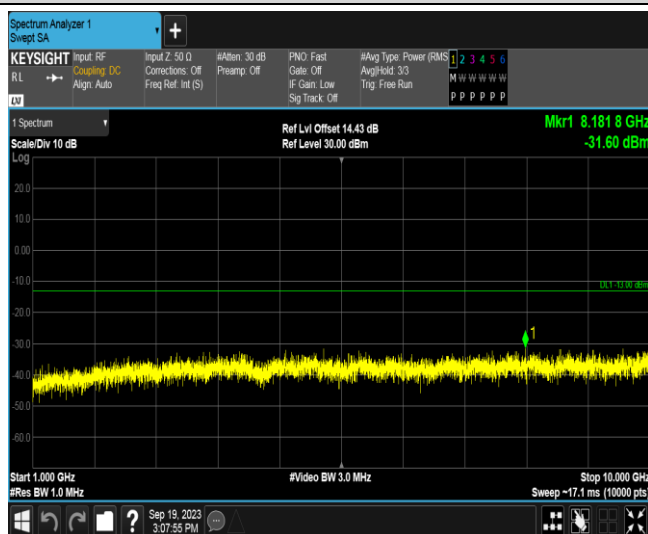 Spectrum Analyzer 1
Swept SA
+
KEYSIGHT
RL
LXI
Input: RF
Coupling: DC
Align: Auto
Input Z: 50 Ω
Corrections: Off
Freq Ref: Int (S)
#Atten: 30 dB
Preamp: Off
PNO: Fast
Gate: Off
IF Gain: Low
Sig Track: Off
#Avg Type: Power (RMS
Avg|Hold: 3/3
Trig: Free Run
1 2 3 4 5 6
M W W W W W
P P P P P P
1 Spectrum
Scale/Div 10 dB
Log
Ref Lvl Offset 14.43 dB
Ref Level 30.00 dBm
Mkr1 8.181 8 GHz
-31.60 dBm
20.0
10.0
0.00
-10.0
DL1 -13.00 dBm
-20.0
-30.0
1
-40.0
-50.0
-60.0
Start 1.000 GHz
#Res BW 1.0 MHz
#Video BW 3.0 MHz
Stop 10.000 GHz
Sweep ~17.1 ms (10000 pts)
?
Sep 19, 2023
3:07:55 PM